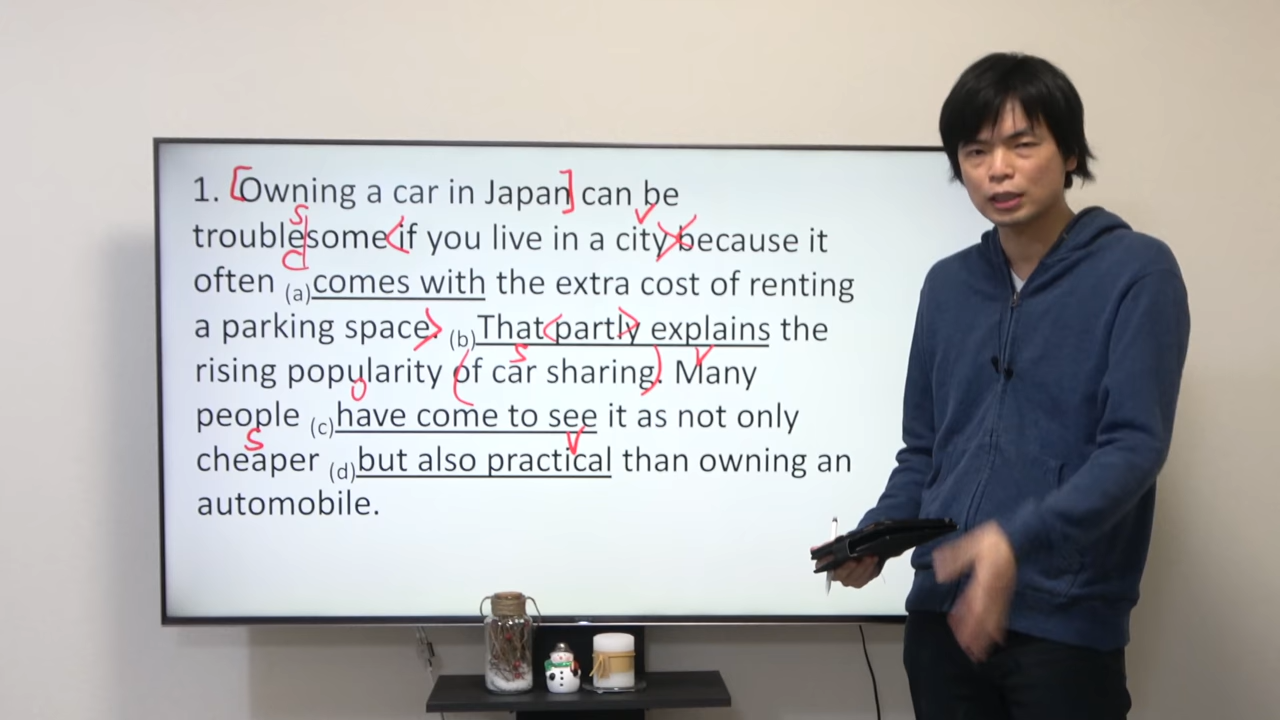 1. [Owning a car in Japan] can be
troublesome <if you live in a city> <because it
often (a)comes with the extra cost of renting
a parking space.> (b)That <partly> explains the
rising popularity (of car sharing). Many
people (c)have come to see it as not only
cheaper (d)but also practical than owning an
automobile.